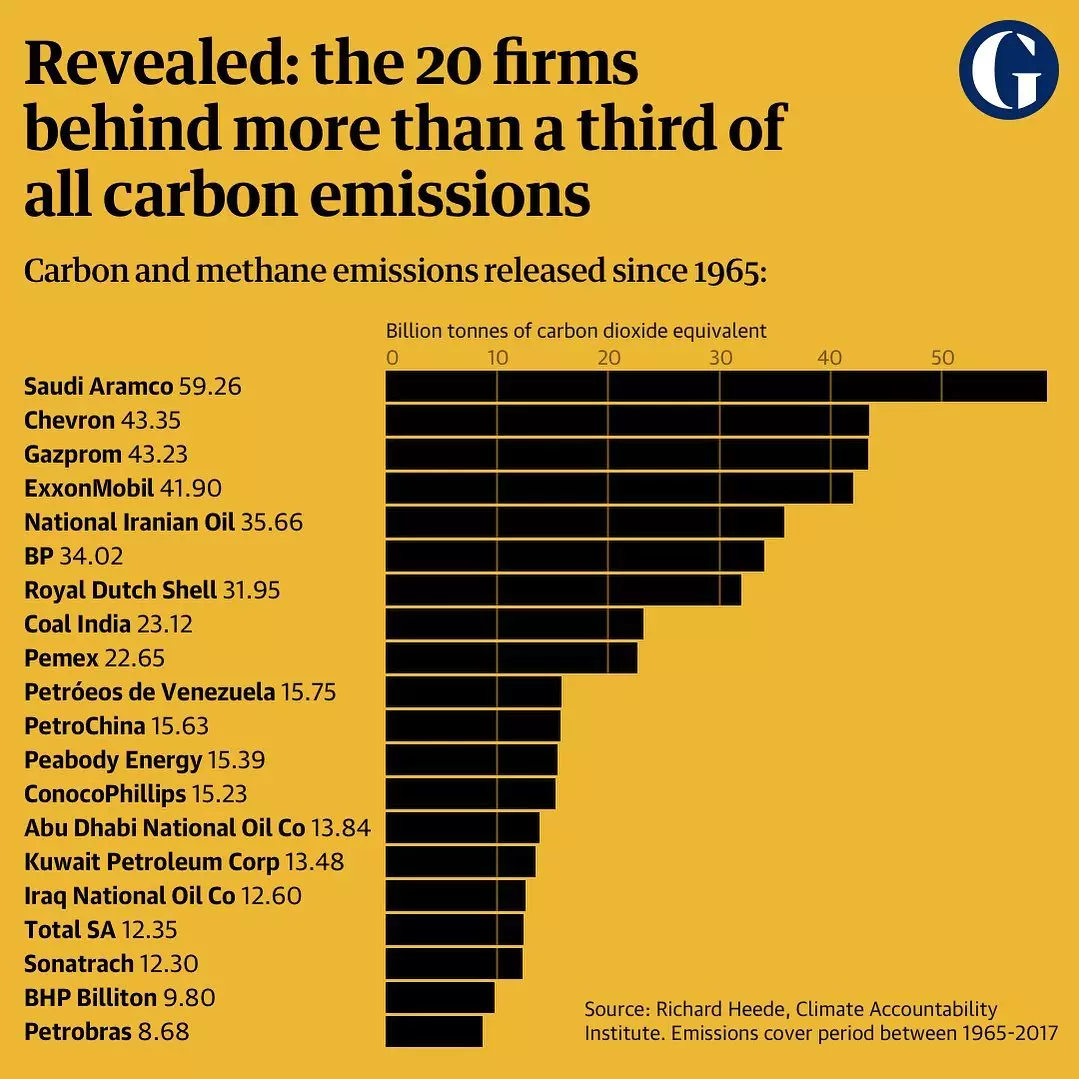 Revealed: the 20 firms
behind more than a third of
all carbon emissions
G
Carbon and methane emissions released since 1965:
Billion tonnes of carbon dioxide equivalent
0 10 20 30 40 50
Saudi Aramco 59.26
Chevron 43.35
Gazprom 43.23
ExxonMobil 41.90
National Iranian Oil 35.66
BP 34.02
Royal Dutch Shell 31.95
Coal India 23.12
Pemex 22.65
Petróeos de Venezuela 15.75
PetroChina 15.63
Peabody Energy 15.39
ConocoPhillips 15.23
Abu Dhabi National Oil Co 13.84
Kuwait Petroleum Corp 13.48
Iraq National Oil Co 12.60
Total SA 12.35
Sonatrach 12.30
BHP Billiton 9.80
Petrobras 8.68
Source: Richard Heede, Climate Accountability
Institute. Emissions cover period between 1965-2017